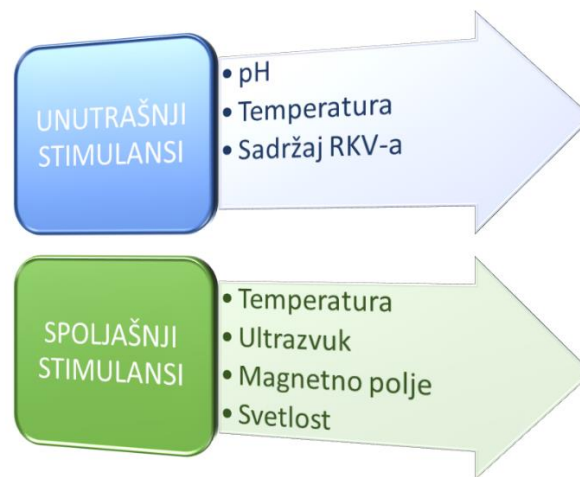 UNUTRAŠNJI
STIMULANSI
• pH
• Temperatura
• Sadržaj RKV-a
SPOLJAŠNJI
STIMULANSI
• Temperatura
• Ultrazvuk
• Magnetno polje
• Svetlost